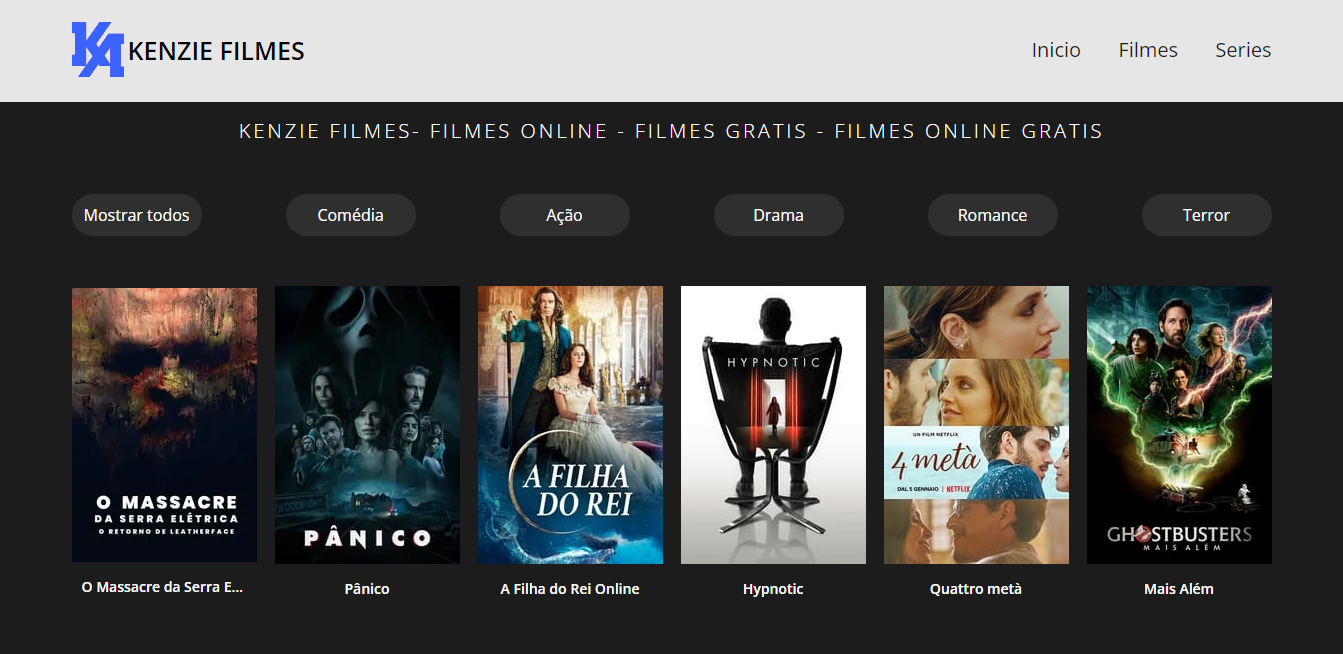 KENZIE FILMES
Inicio
Filmes
Series
KENZIE FILMES- FILMES ONLINE - FILMES GRATIS - FILMES ONLINE GRATIS
Mostrar todos
Comédia
Ação
Drama
Romance
Terror
O MASSACRE
DA SERRA ELÉTRICA
O RETORNO DE LEATHERFACE
PÂNICO
A FILHA
DO REI
HYPNOTIC
UN FILM NETFLIX
4 metà
DAL 5 GENNAIO | NETFLIX
GHOSTBUSTERS
MAIS ALÉM
O Massacre da Serra E...
Pânico
A Filha do Rei Online
Hypnotic
Quattro metà
Mais Além